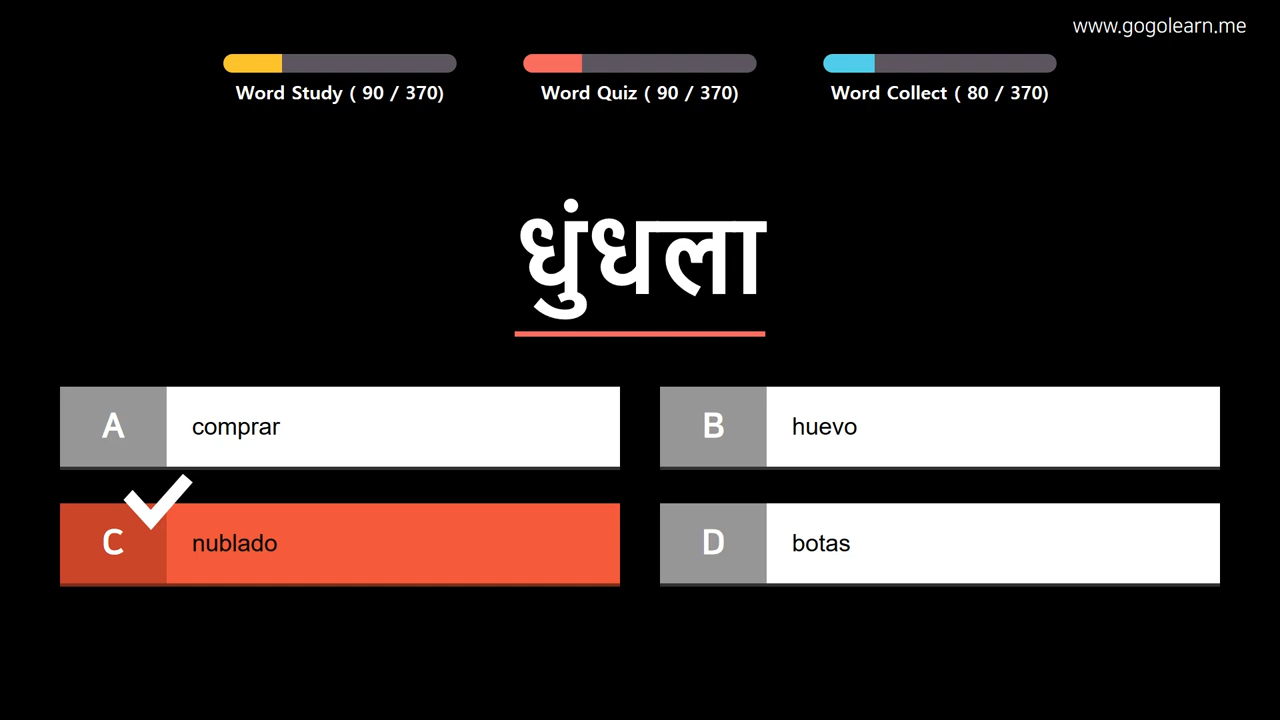 www.gogolearn.me
Word Study ( 90 / 370)
Word Quiz ( 90 / 370)
Word Collect ( 80 / 370)
धुंधला
A comprar
B huevo
C nublado
D botas